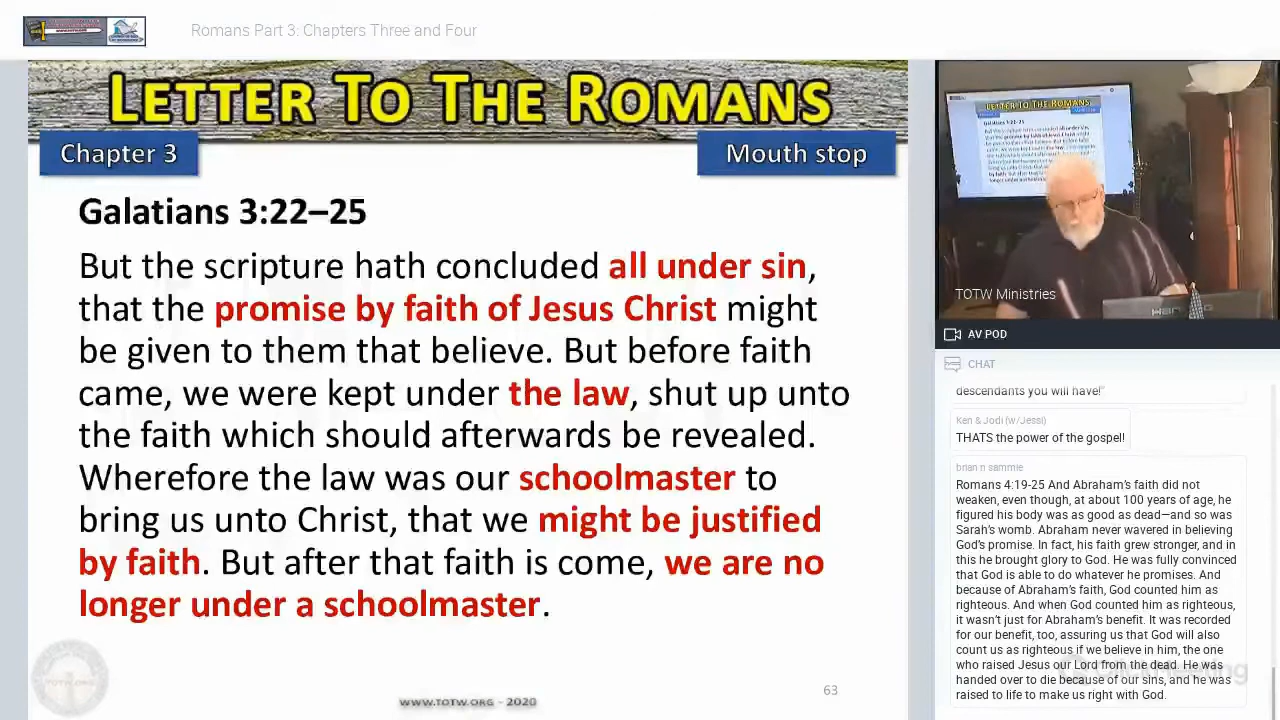 Romans Part 3: Chapters Three and Four
LETTER TO THE ROMANS
Chapter 3
Mouth stop
Galatians 3:22–25
But the scripture hath concluded all under sin,
that the promise by faith of Jesus Christ might
be given to them that believe. But before faith
came, we were kept under the law, shut up unto
the faith which should afterwards be revealed.
Wherefore the law was our schoolmaster to
bring us unto Christ, that we might be justified
by faith. But after that faith is come, we are no
longer under a schoolmaster.
WWW.TOTW.ORG - 2020
63
LETTER TO THE ROMANS
Galatians 3:22-25
TOTW Ministries
AV POD
CHAT
descendants you will have!"
Ken & Jodi (w/Jessi)
THATS the power of the gospel!
brian n sammie
Romans 4:19-25 And Abraham's faith did not
weaken, even though, at about 100 years of age, he
figured his body was as good as dead—and so was
Sarah's womb. Abraham never wavered in believing
God's promise. In fact, his faith grew stronger, and in
this he brought glory to God. He was fully convinced
that God is able to do whatever he promises. And
because of Abraham's faith, God counted him as
righteous. And when God counted him as righteous,
it wasn't just for Abraham's benefit. It was recorded
for our benefit, too, assuring us that God will also
count us as righteous if we believe in him, the one
who raised Jesus our Lord from the dead. He was
handed over to die because of our sins, and he was
raised to life to make us right with God.